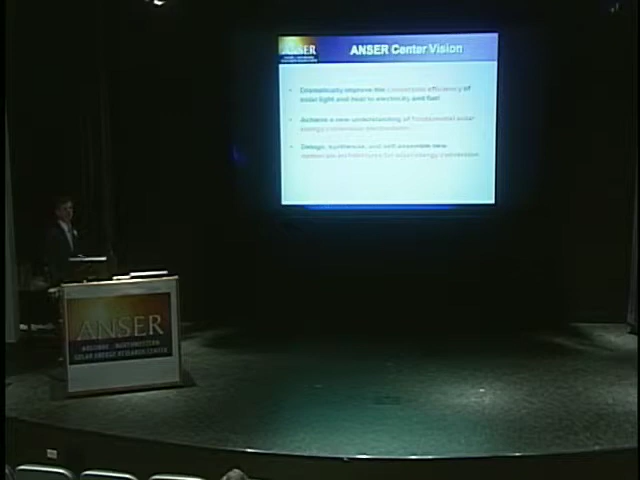 ANSER
ANSER Center Vision
• Dramatically improve the conversion efficiency of
solar light and heat to electricity and fuel
• Achieve a new understanding of fundamental solar
energy conversion mechanisms
• Design, synthesize, and self-assemble new
molecular architectures for solar energy conversion
ANSER
ARGONNE - NORTHWESTERN
SOLAR ENERGY RESEARCH CENTER